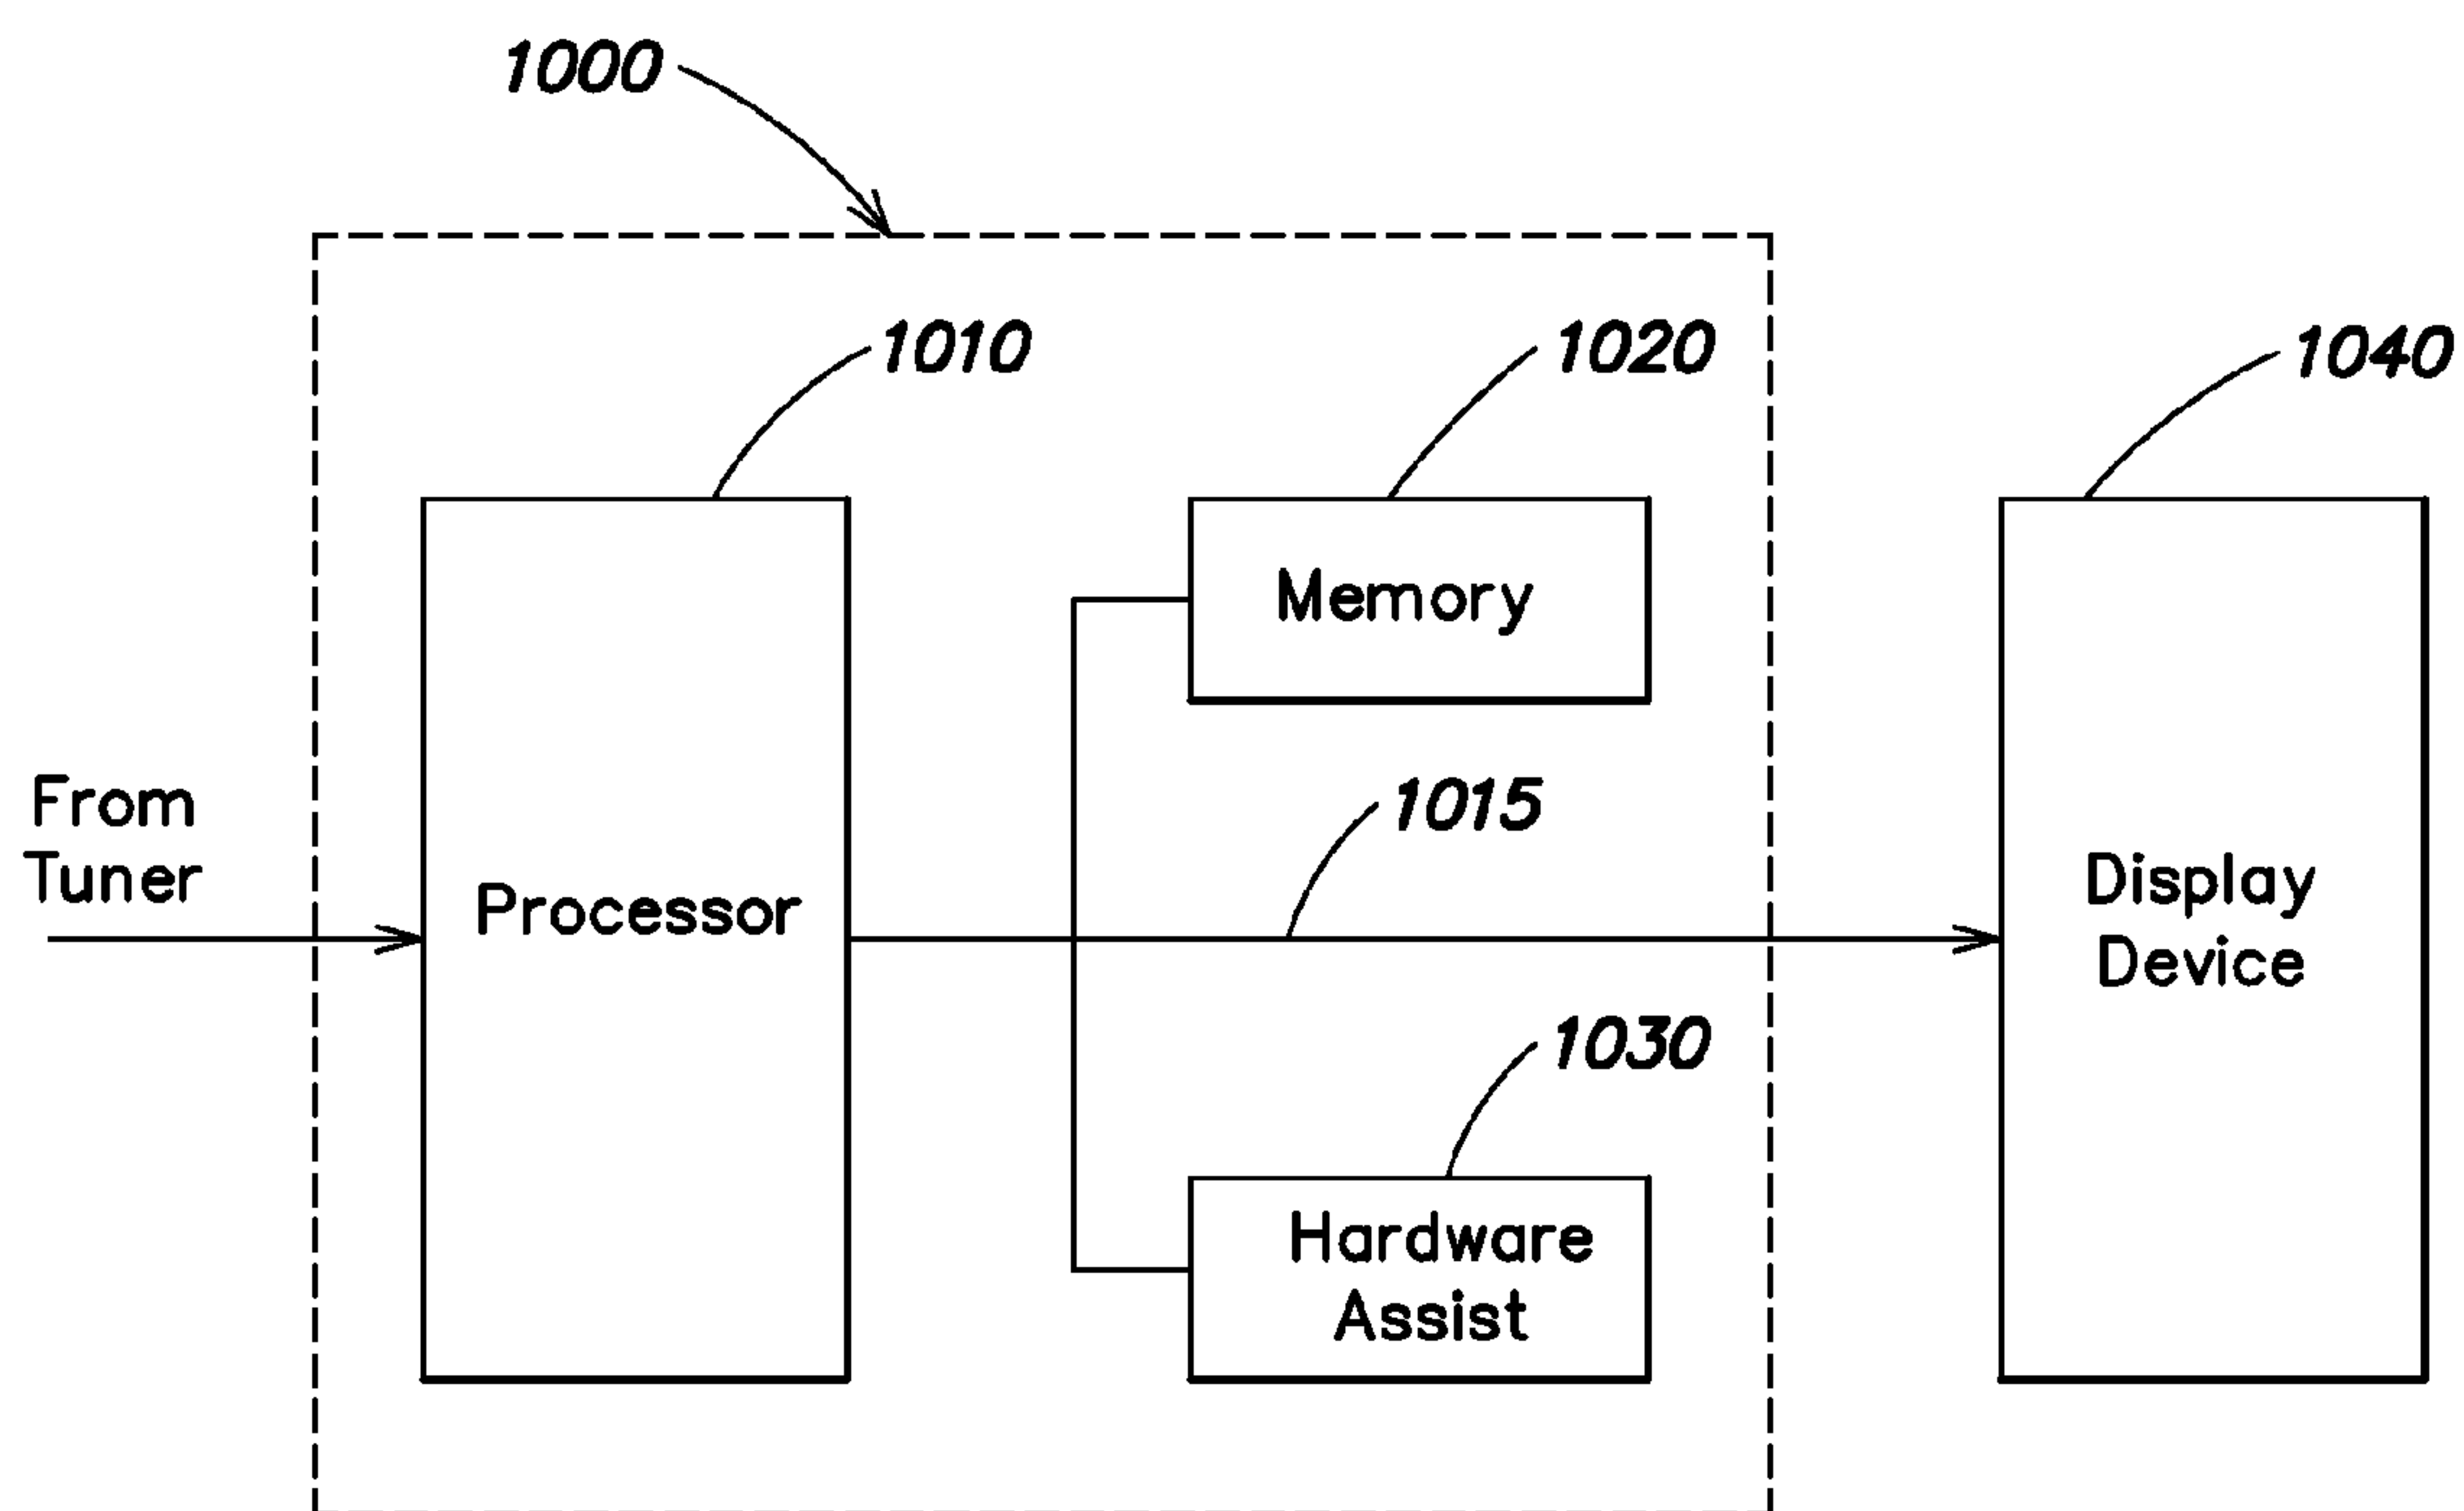 1000
1010
1020
1040
Memory
From
Tuner
1015
Processor
Display
Device
1030
Hardware
Assist